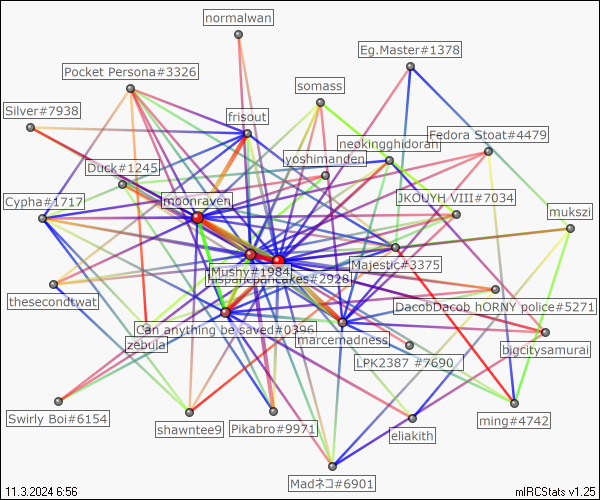 normalwan
Eg.Master#1378
Pocket Persona#3326
somass
Silver#7938
frisout
Fedora Stoat#4479
neokingghidoran
yoshimanden
Duck#1245
Cypha#1717
moonraven
JKOUYH VIII#7034
mukszi
Majestic#3375
Mushy#1984
hispanicpancakes#2928
thesecondtwat
DacobDacob hORNY police#5271
Can anything be saved#0396
marcemadness
zebula
bigcitysamurai
LPK2387 #7690
Swirly Boi#6154
ming#4742
shawntee9
Pikabro#9971
eliakith
Madネコ#6901
11.3.2024 6:56
mIRCStats v1.25